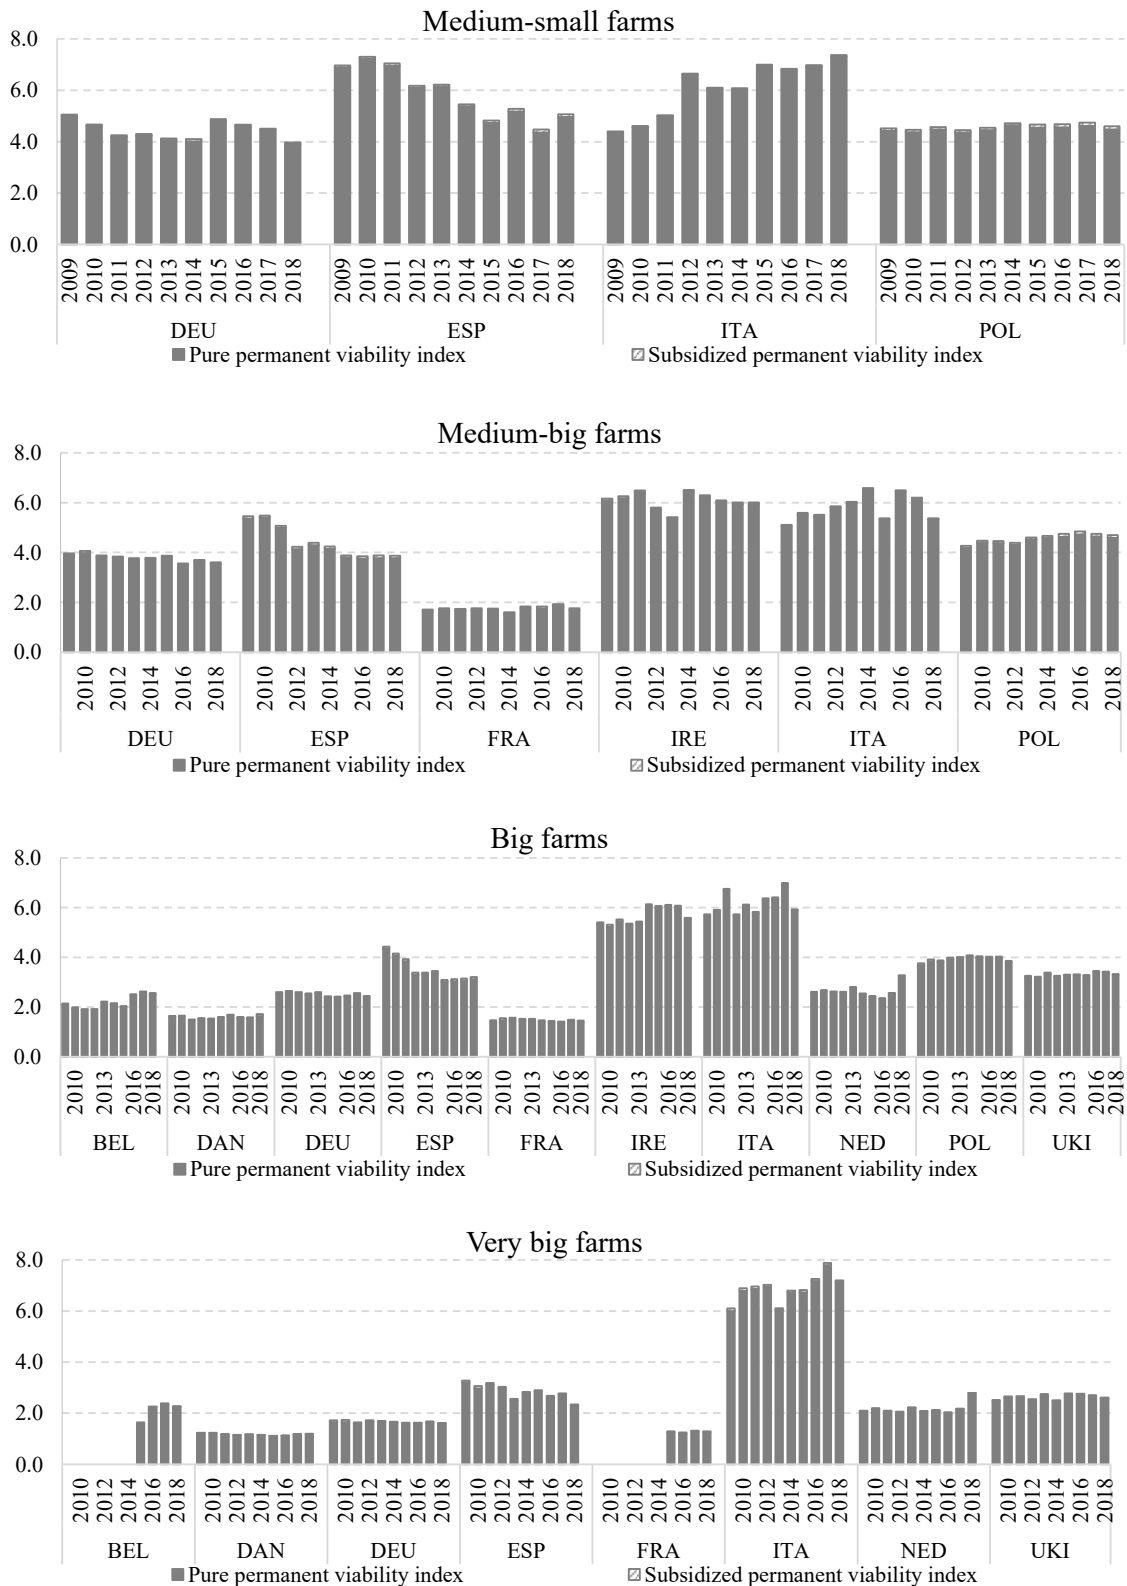 Medium-small farms
8.0
6.0
4.0
2.0
0.0
2009 2010 2011 2012 2013 2014 2015 2016 2017 2018 2009 2010 2011 2012 2013 2014 2015 2016 2017 2018 2009 2010 2011 2012 2013 2014 2015 2016 2017 2018 2009 2010 2011 2012 2013 2014 2015 2016 2017 2018
DEU ESP ITA POL
Pure permanent viability index Subsidized permanent viability index
Medium-big farms
8.0
6.0
4.0
2.0
0.0
2010 2012 2014 2016 2018 2010 2012 2014 2016 2018 2010 2012 2014 2016 2018 2010 2012 2014 2016 2018 2010 2012 2014 2016 2018 2010 2012 2014 2016 2018
DEU ESP FRA IRE ITA POL
Pure permanent viability index Subsidized permanent viability index
Big farms
8.0
6.0
4.0
2.0
0.0
2010 2013 2016 2018 2010 2013 2016 2018 2010 2013 2016 2018 2010 2013 2016 2018 2010 2013 2016 2018 2010 2013 2016 2018 2010 2013 2016 2018 2010 2013 2016 2018 2010 2013 2016 2018 2010 2013 2016 2018
BEL DAN DEU ESP FRA IRE ITA NED POL UKI
Pure permanent viability index Subsidized permanent viability index
Very big farms
8.0
6.0
4.0
2.0
0.0
2010 2012 2014 2016 2018 2010 2012 2014 2016 2018 2010 2012 2014 2016 2018 2010 2012 2014 2016 2018 2010 2012 2014 2016 2018 2010 2012 2014 2016 2018 2010 2012 2014 2016 2018 2010 2012 2014 2016 2018
BEL DAN DEU ESP FRA ITA NED UKI
Pure permanent viability index Subsidized permanent viability index